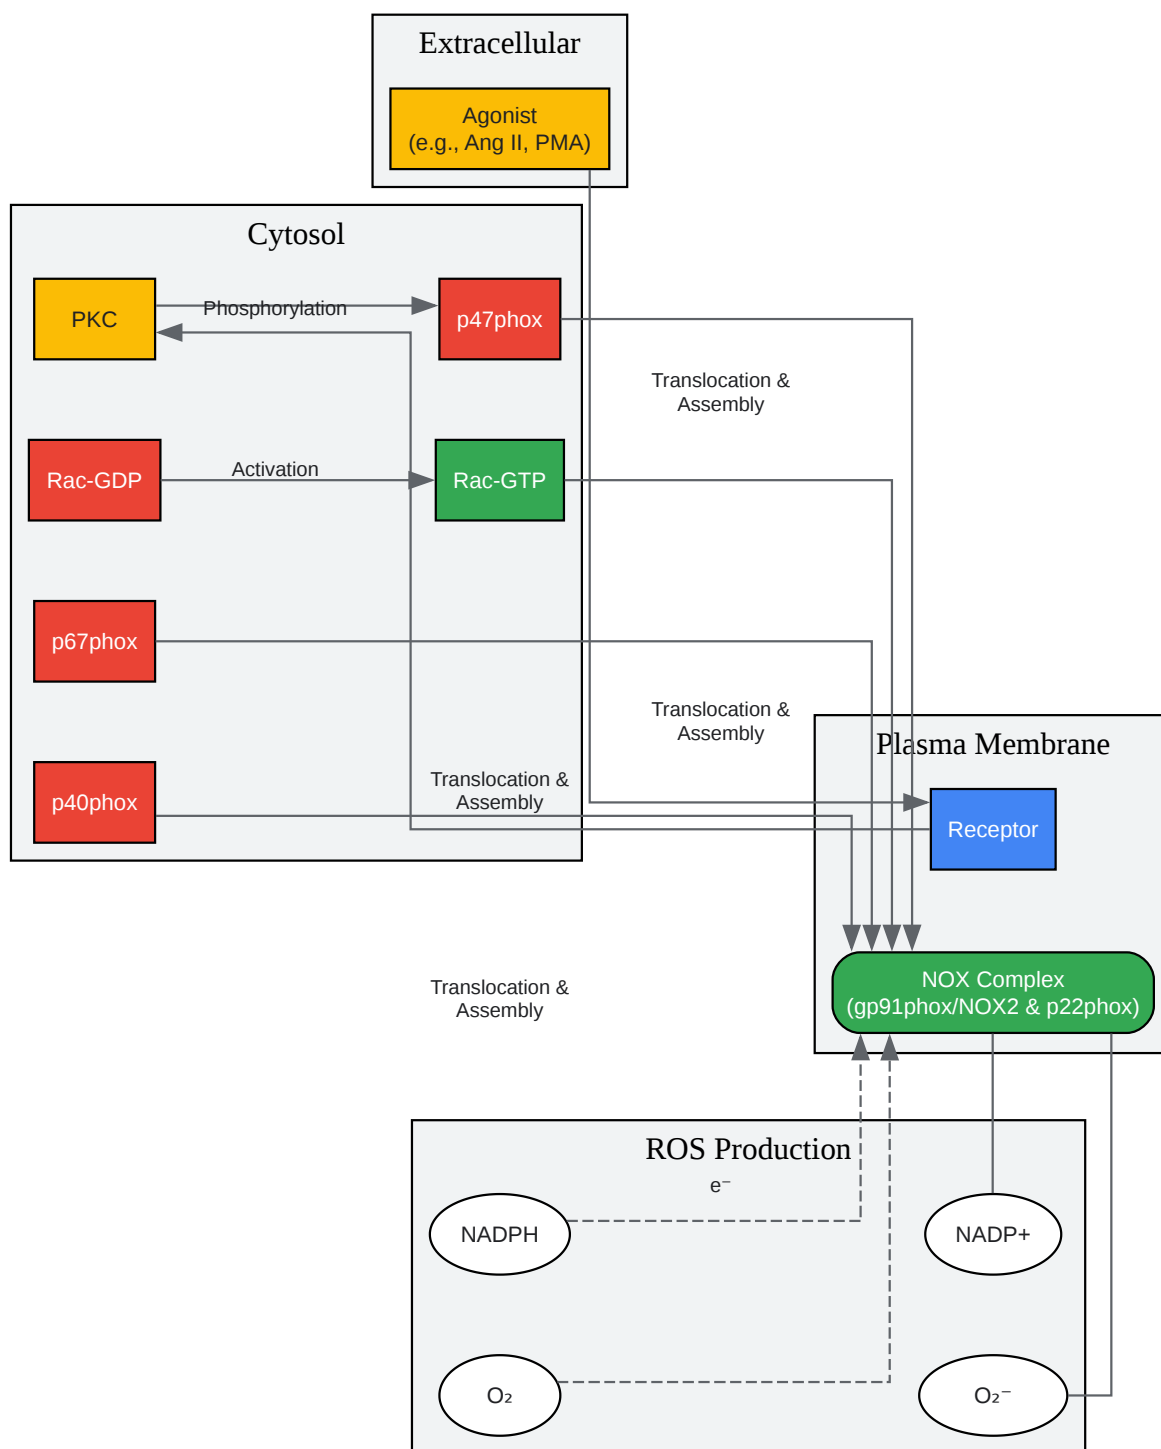 Extracellular
Agonist
(e.g., Ang II, PMA)
Cytosol
PKC
Phosphorylation
p47phox
Translocation &
Assembly
Rac-GDP
Activation
Rac-GTP
p67phox
Translocation &
Assembly
Plasma Membrane
p40phox
Translocation &
Assembly
Receptor
Translocation &
Assembly
NOX Complex
(gp91phox/NOX2 & p22phox)
ROS Production
e⁻
NADPH
NADP+
O₂
O₂⁻